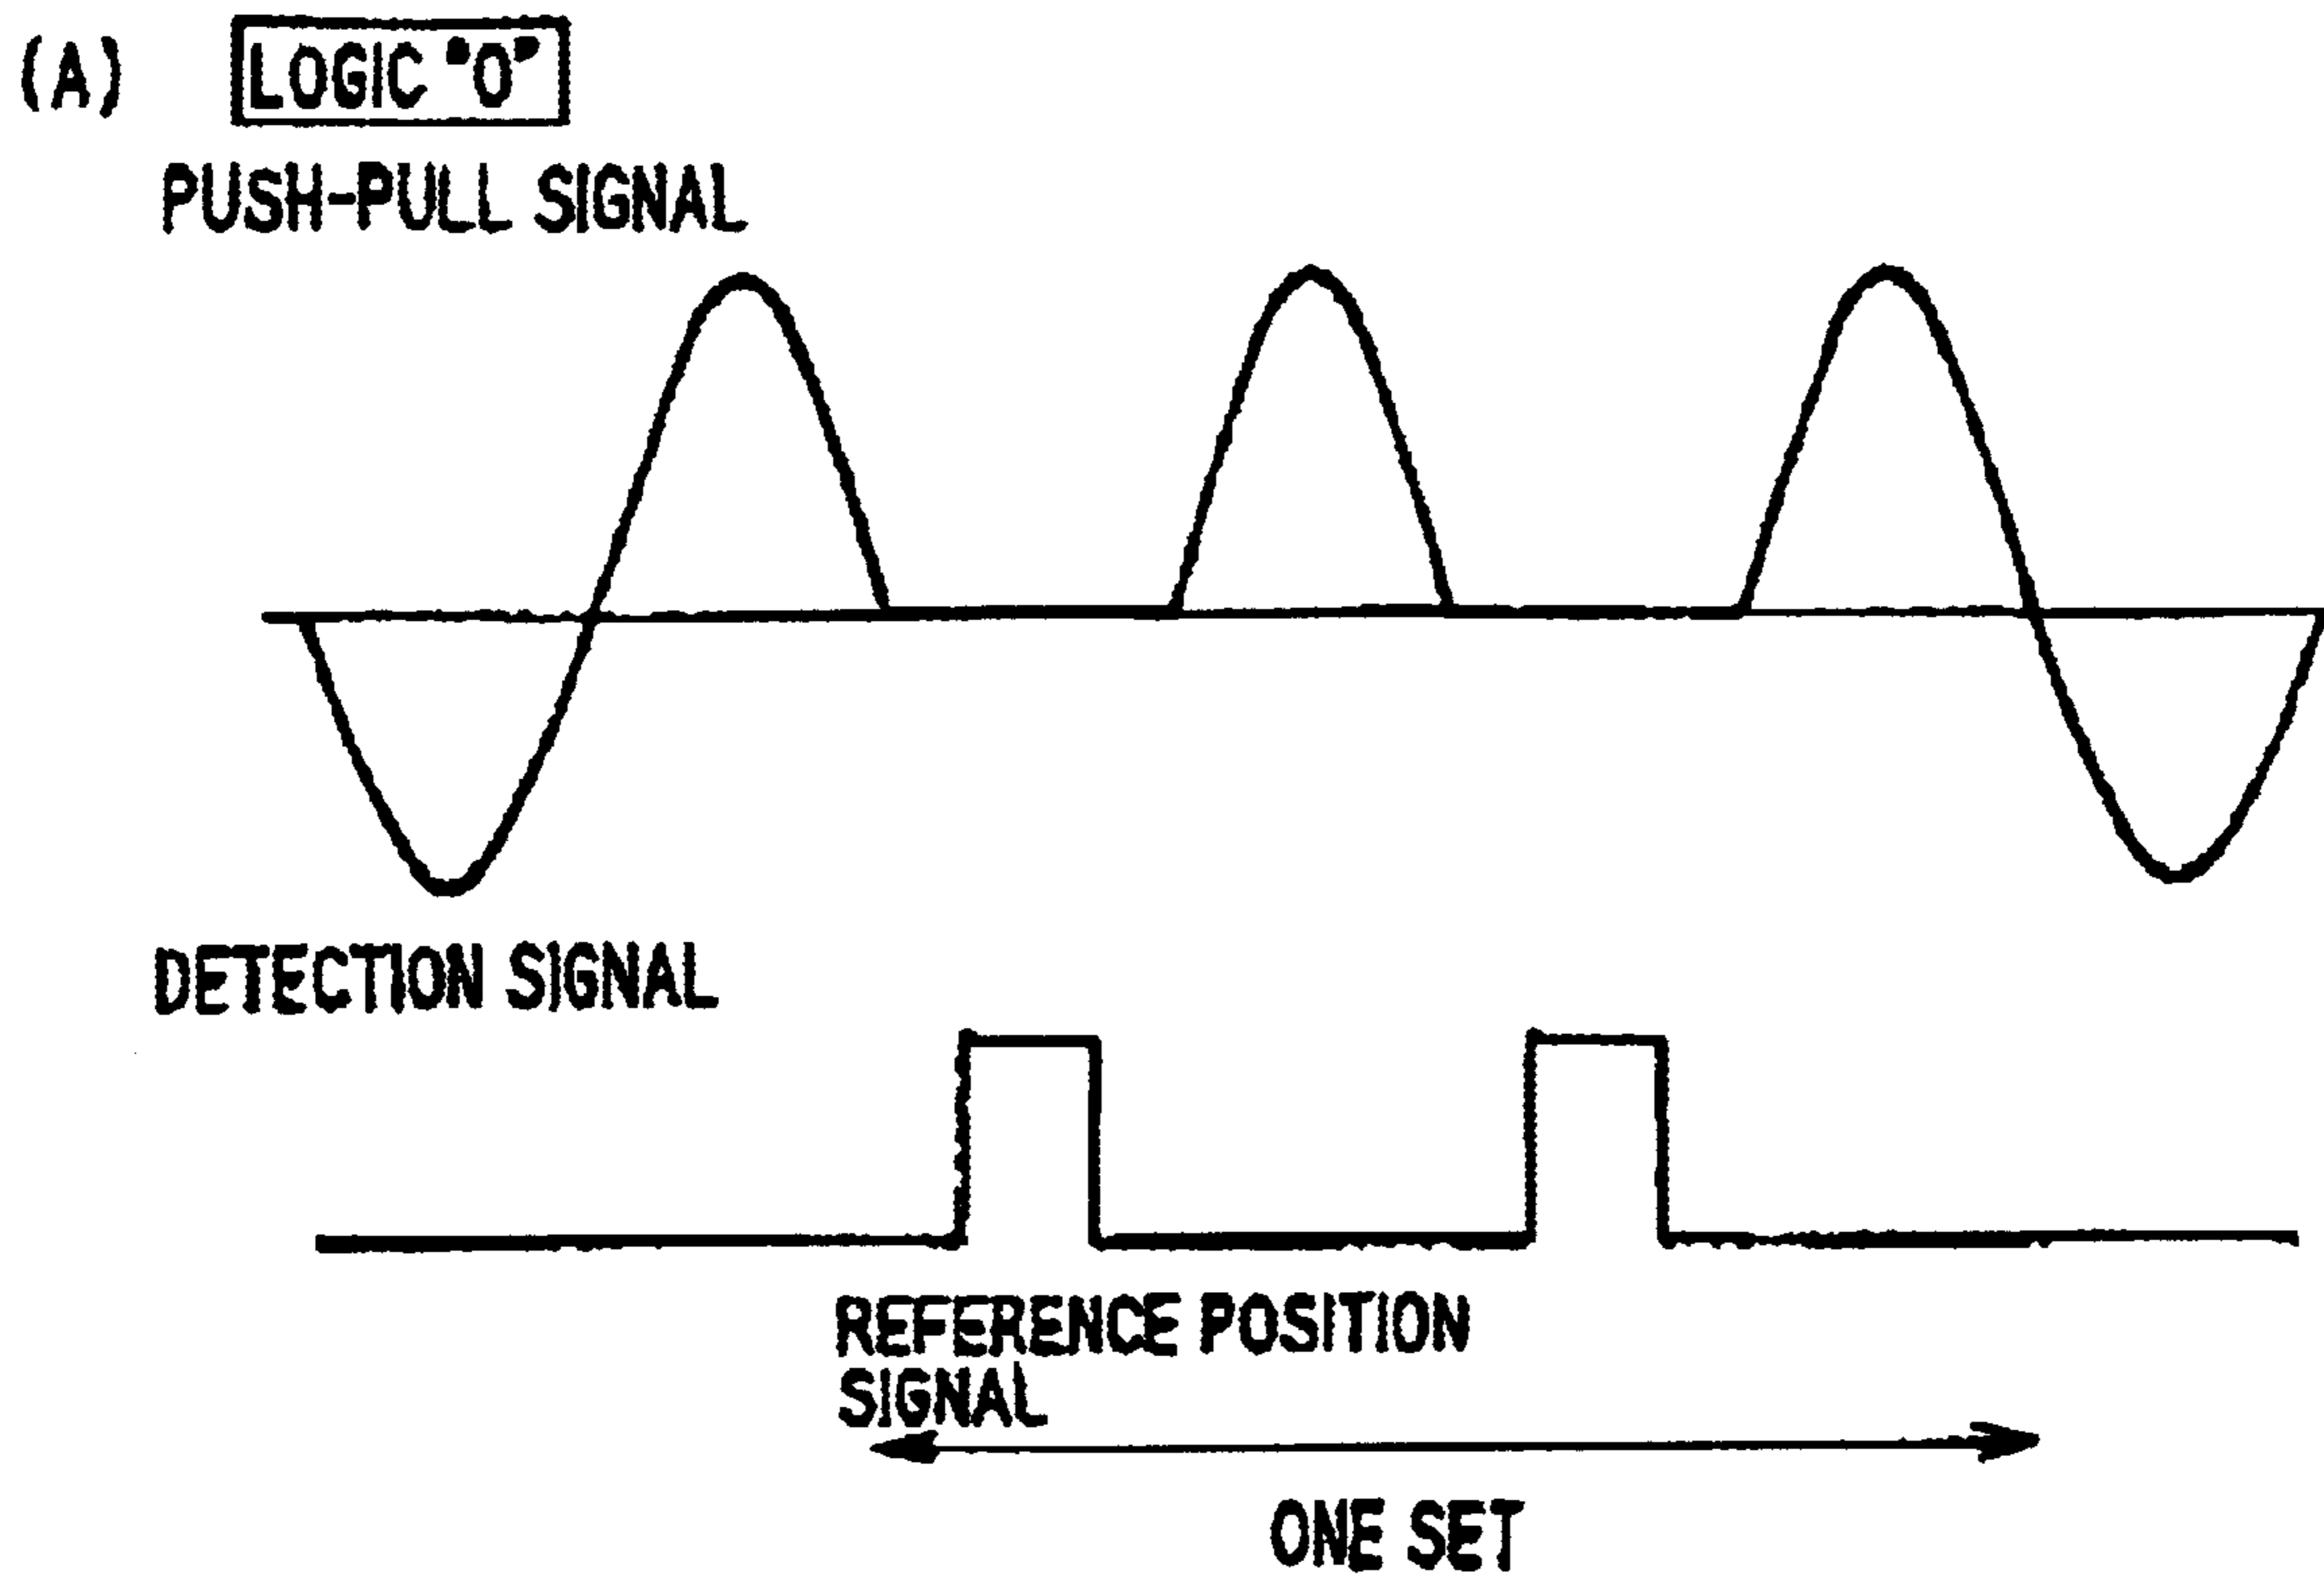 (A) LOGIC "0"
PUSH-PULL SIGNAL
DETECTION SIGNAL
REFERENCE POSITION
SIGNAL
ONE SET